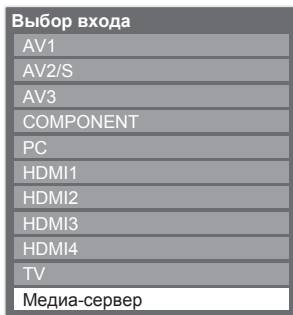 Выбор входа
AV1
AV2/S
AV3
COMPONENT
PC
HDMI1
HDMI2
HDMI3
HDMI4
TV
Медиа-сервер